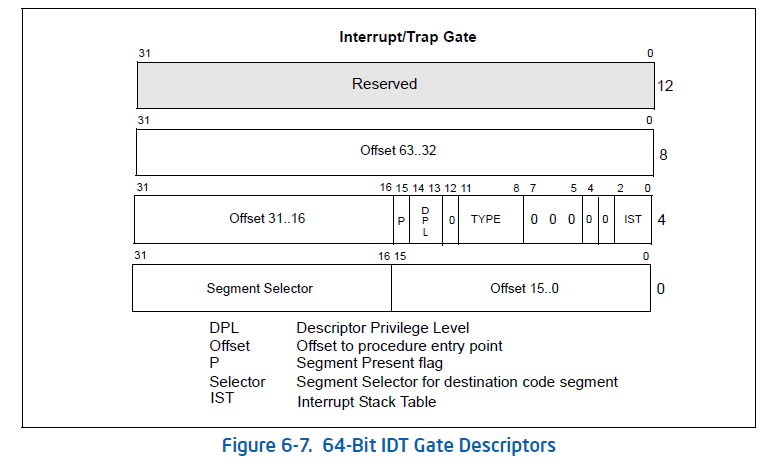 Interrupt/Trap Gate
31 0
Reserved 12
31 0
Offset 63..32 8
31 16 15 14 13 12 11 8 7 5 4 2 0
Offset 31..16 P DPL 0 TYPE 0 0 0 0 0 IST 4
31 16 15 0
Segment Selector Offset 15..0 0
DPL Descriptor Privilege Level
Offset Offset to procedure entry point
P Segment Present flag
Selector Segment Selector for destination code segment
IST Interrupt Stack Table
Figure 6-7. 64-Bit IDT Gate Descriptors